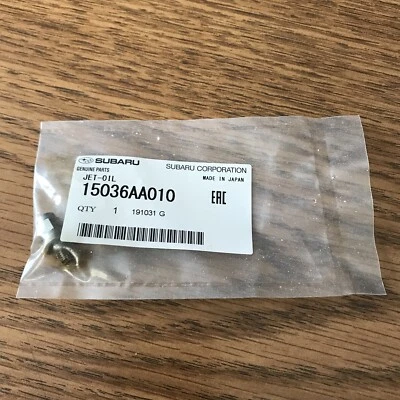 SUBARU SUBARU CORPORATION
GENUINE PARTS MADE IN JAPAN
JET-OIL
15036AA010 EAC
QTY 1 191031 G